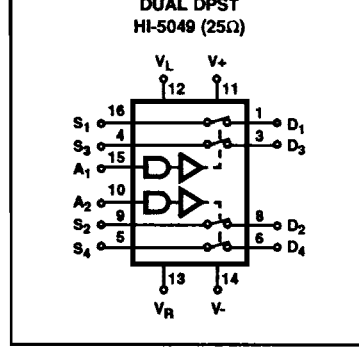 DUAL DPST
HI-5049 (25Ω)
VL V+
12 11
S1 16 1 D1
S3 4 3 D3
A1 15
A2 10
S2 9 8 D2
S4 5 6 D4
13 14
VR V-